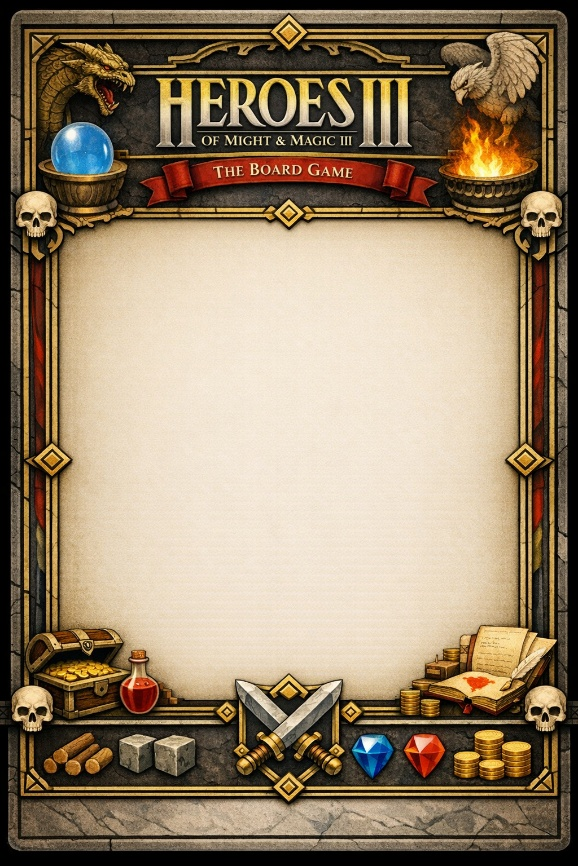 HEROES III
OF MIGHT & MAGIC III
THE BOARD GAME